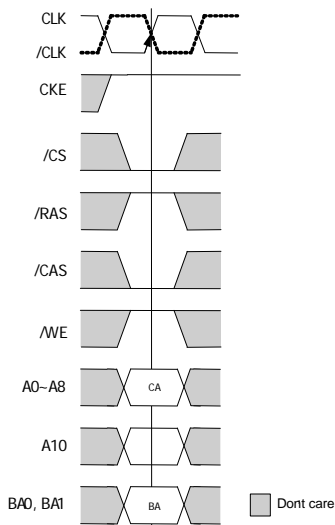 CLK
/CLK
CKE
/CS
/RAS
/CAS
/WE
A0~A8
CA
A10
BA0, BA1
BA
Dont care